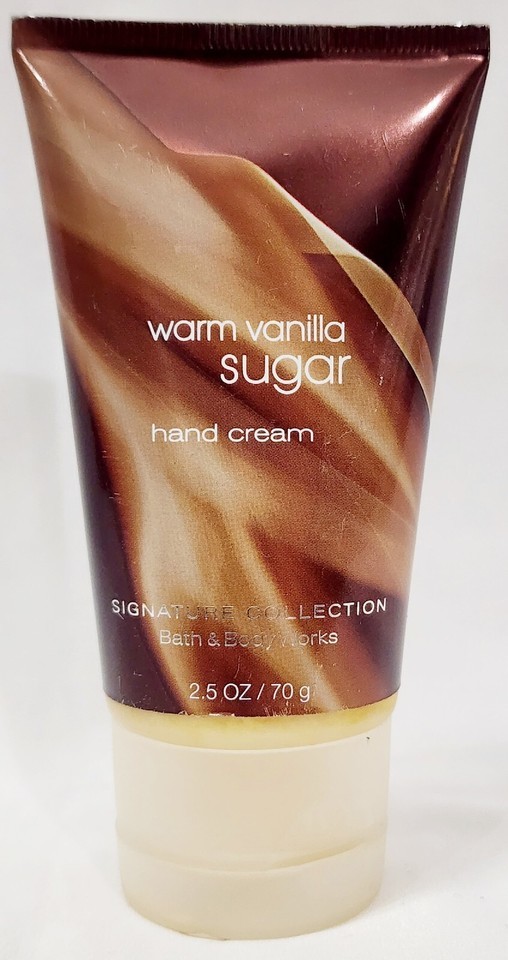 warm vanilla
sugar
hand cream
SIGNATURE COLLECTION
Bath & Body Works
2.5 OZ / 70 g